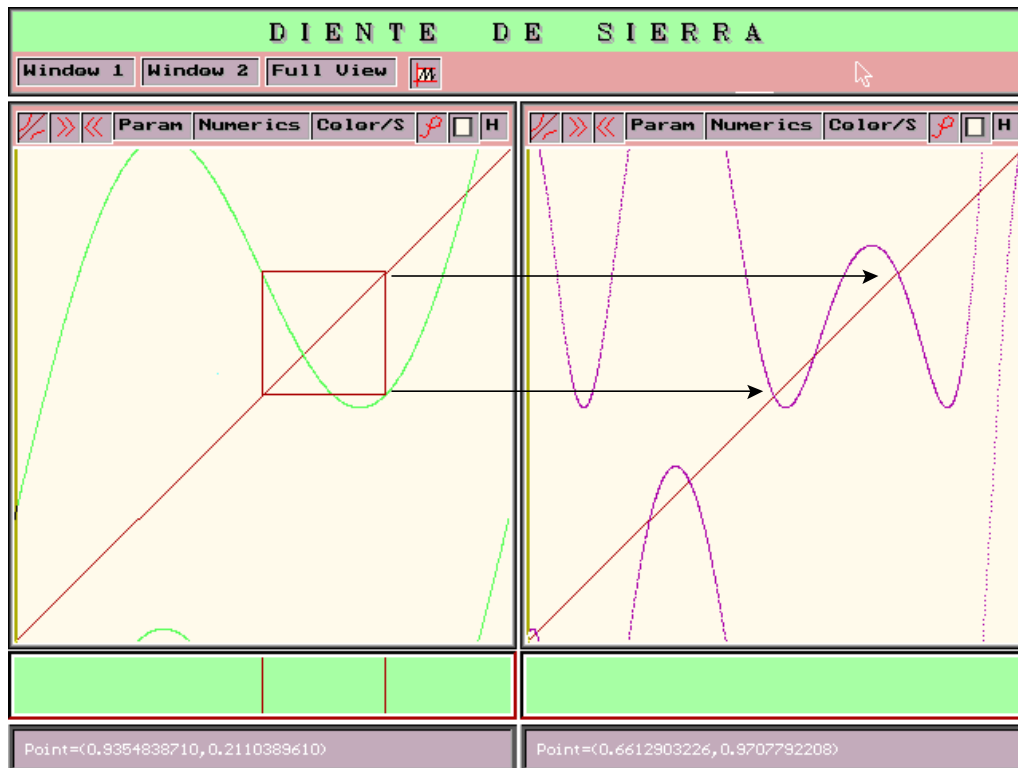 DIENTE DE SIERRA
Window 1 Window 2 Full View
Param Numerics Color/S H
Param Numerics Color/S H
Point=(0.9354838710,0.2110389610)
Point=(0.6612903226,0.9707792208)